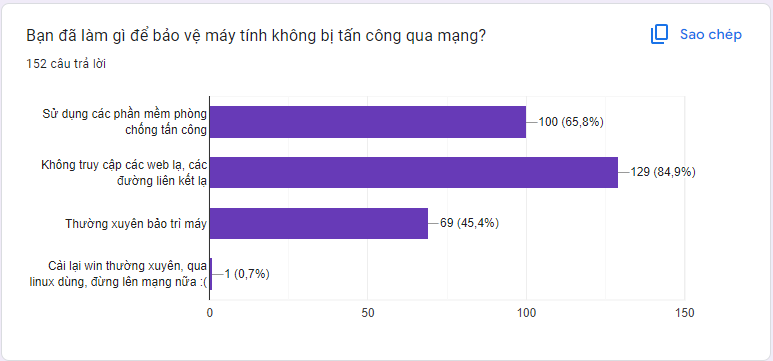 Bạn đã làm gì để bảo vệ máy tính không bị tấn công qua mạng?
Sao chép
152 câu trả lời
Sử dụng các phần mềm phòng
chống tấn công
100 (65,8%)
Không truy cập các web lạ, các
đường liên kết lạ
129 (84,9%)
Thường xuyên bảo trì máy
69 (45,4%)
Cài lại win thường xuyên, qua
linux dùng, đừng lên mạng nữa :(
1 (0,7%)
0
50
100
150